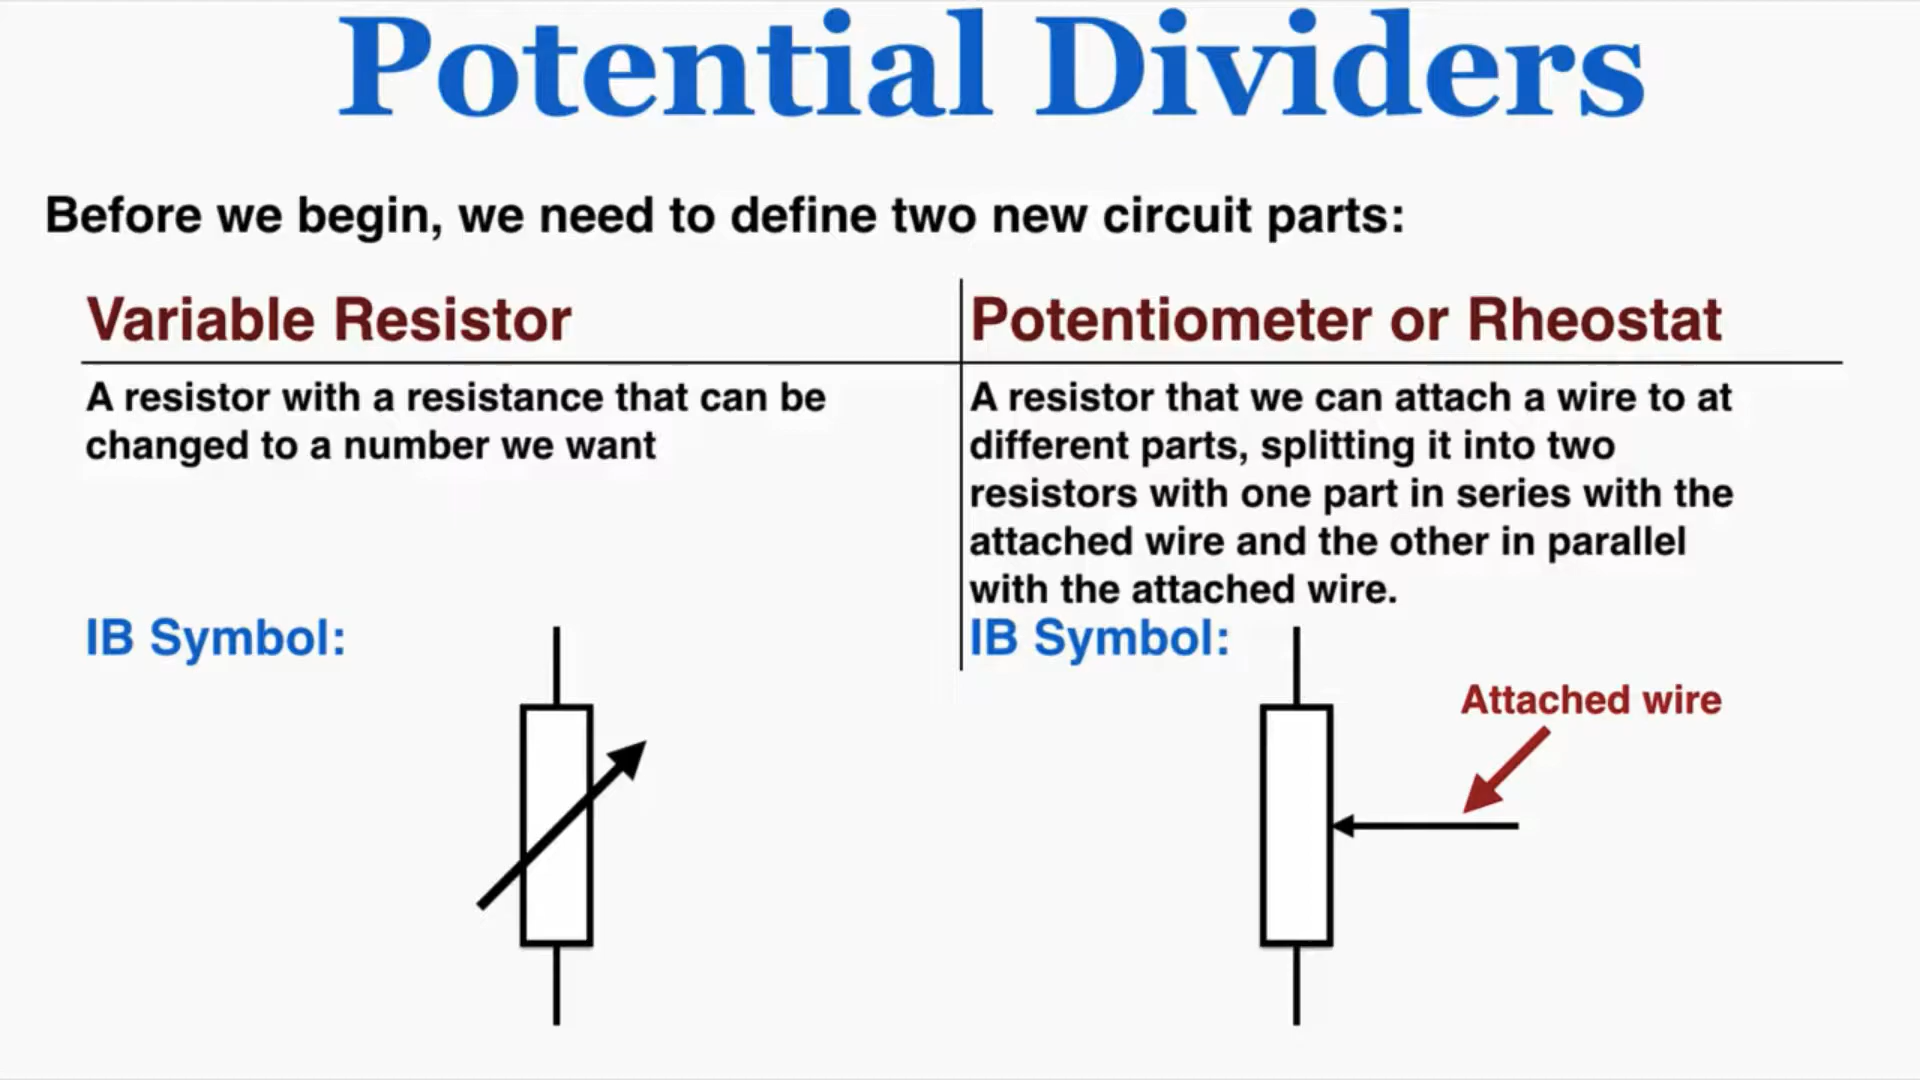 Potential Dividers
Before we begin, we need to define two new circuit parts:
Variable Resistor
A resistor with a resistance that can be
changed to a number we want
IB Symbol:
Potentiometer or Rheostat
A resistor that we can attach a wire to at
different parts, splitting it into two
resistors with one part in series with the
attached wire and the other in parallel
with the attached wire.
IB Symbol:
Attached wire